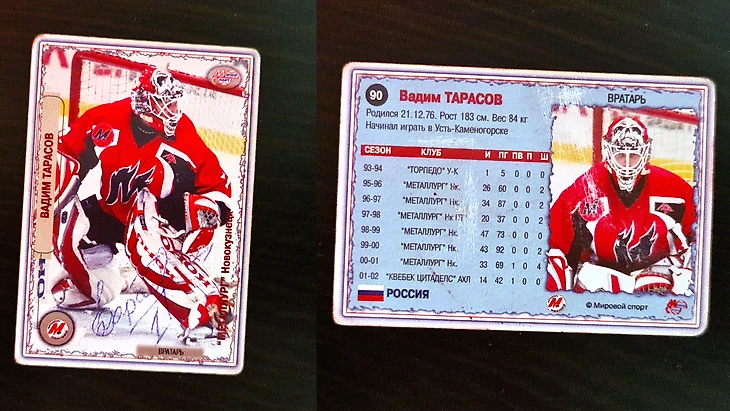 ВАДИМ ТАРАСОВ
"МЕТАЛЛУРГ" Новокузнецк
ВРАТАРЬ
90
Вадим ТАРАСОВ
ВРАТАРЬ
Родился 21.12.76. Рост 183 см. Вес 84 кг
Начинал играть в Усть-Каменогорске
СЕЗОН КЛУБ И ПГ ПВ П Ш
93-94 "ТОРПЕДО" У-К 1 5 0 0 0
95-96 "МЕТАЛЛУРГ" Нк. 26 60 0 0 2
96-97 "МЕТАЛЛУРГ" Нк. 34 87 0 0 2
97-98 "МЕТАЛЛУРГ" Нк 20 37 0 0 2
98-99 "МЕТАЛЛУРГ" Нк. 47 73 0 0 0
99-00 "МЕТАЛЛУРГ" Нк. 43 92 0 0 2
00-01 "МЕТАЛЛУРГ" Нк. 33 69 1 0 4
01-02 "КВЕБЕК ЦИТАДЕЛС" АХЛ 14 42 1 0 0
РОССИЯ
© Мировой спорт